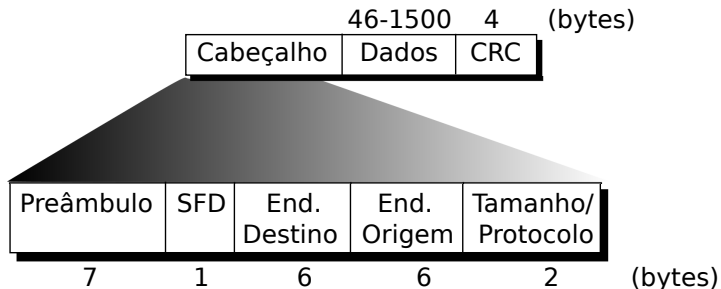 46-1500 4 (bytes)
Cabeçalho Dados CRC
Preâmbulo SFD End. Destino End. Origem Tamanho/ Protocolo
7 1 6 6 2 (bytes)